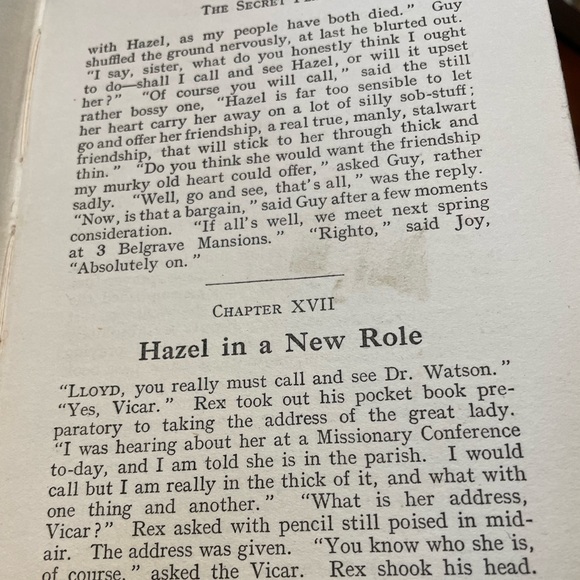 THE SECRET
with Hazel, as my people have both died." Guy
shuffled the ground nervously, at last he blurted out.
"I say, sister, what do you honestly think I ought
to do—shall I call and see Hazel, or will it upset
her?" "Of course you will call," said the still
rather bossy one, "Hazel is far too sensible to let
her heart carry her away on a lot of silly sob-stuff;
go and offer her friendship, a real true, manly, stalwart
friendship, that will stick to her through thick and
thin." "Do you think she would want the friendship
my murky old heart could offer," asked Guy, rather
sadly. "Well, go and see, that's all," was the reply.
"Now, is that a bargain," said Guy after a few moments
consideration. "If all's well, we meet next spring
at 3 Belgrave Mansions." "Righto," said Joy,
"Absolutely on."
CHAPTER XVII
Hazel in a New Role
"LLOYD, you really must call and see Dr. Watson."
"Yes, Vicar." Rex took out his pocket book pre-
paratory to taking the address of the great lady.
"I was hearing about her at a Missionary Conference
to-day, and I am told she is in the parish. I would
call but I am really in the thick of it, and what with
one thing and another." "What is her address,
Vicar?" Rex asked with pencil still poised in mid-
air. The address was given. "You know who she is,
of course," asked the Vicar. Rex shook his head.